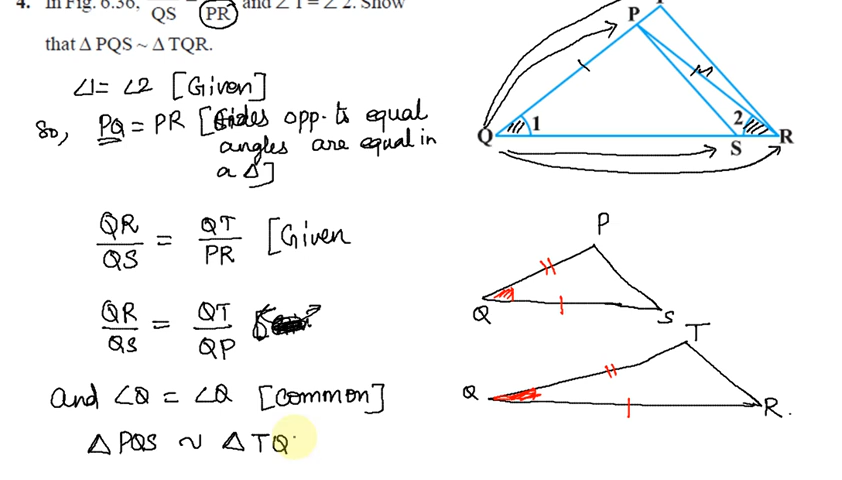 4. In Fig. 6.36, QS = PR and ∠ 1 = ∠ 2. Show
that Δ PQS ~ Δ TQR.
∠1 = ∠2 [Given]
So, PQ = PR [Sides opp. to equal
angles are equal in
a Δ]
QR/QS = QT/PR [Given
QR/QS = QT/QP [
and ∠Q = ∠Q [common]
Δ PQS ~ Δ TQ
P
Q 1 2 S R
P
Q S
T
Q R.